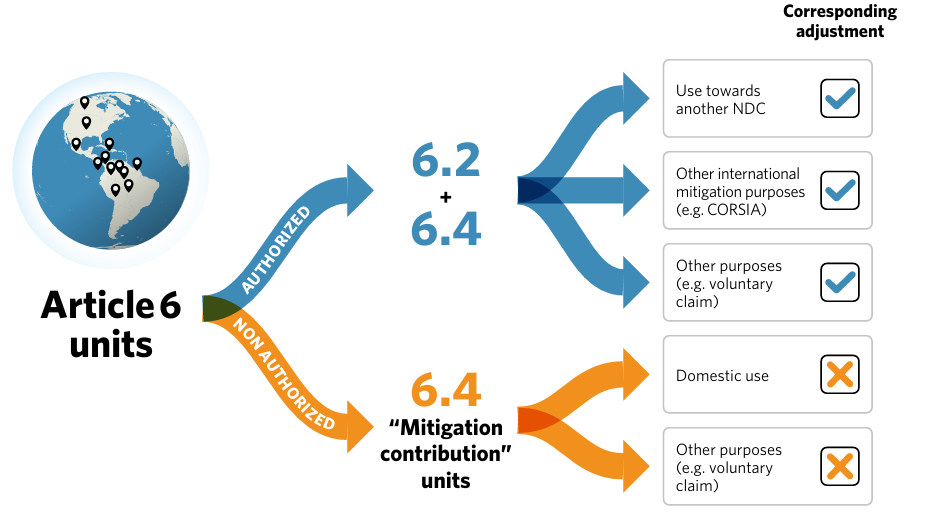 Corresponding
adjustment
Article 6
units
AUTHORIZED
NON AUTHORIZED
6.2
+
6.4
6.4
“Mitigation
contribution”
units
Use towards
another NDC
Other international
mitigation purposes
(e.g. CORSIA)
Other purposes
(e.g. voluntary
claim)
Domestic use
Other purposes
(e.g. voluntary
claim)